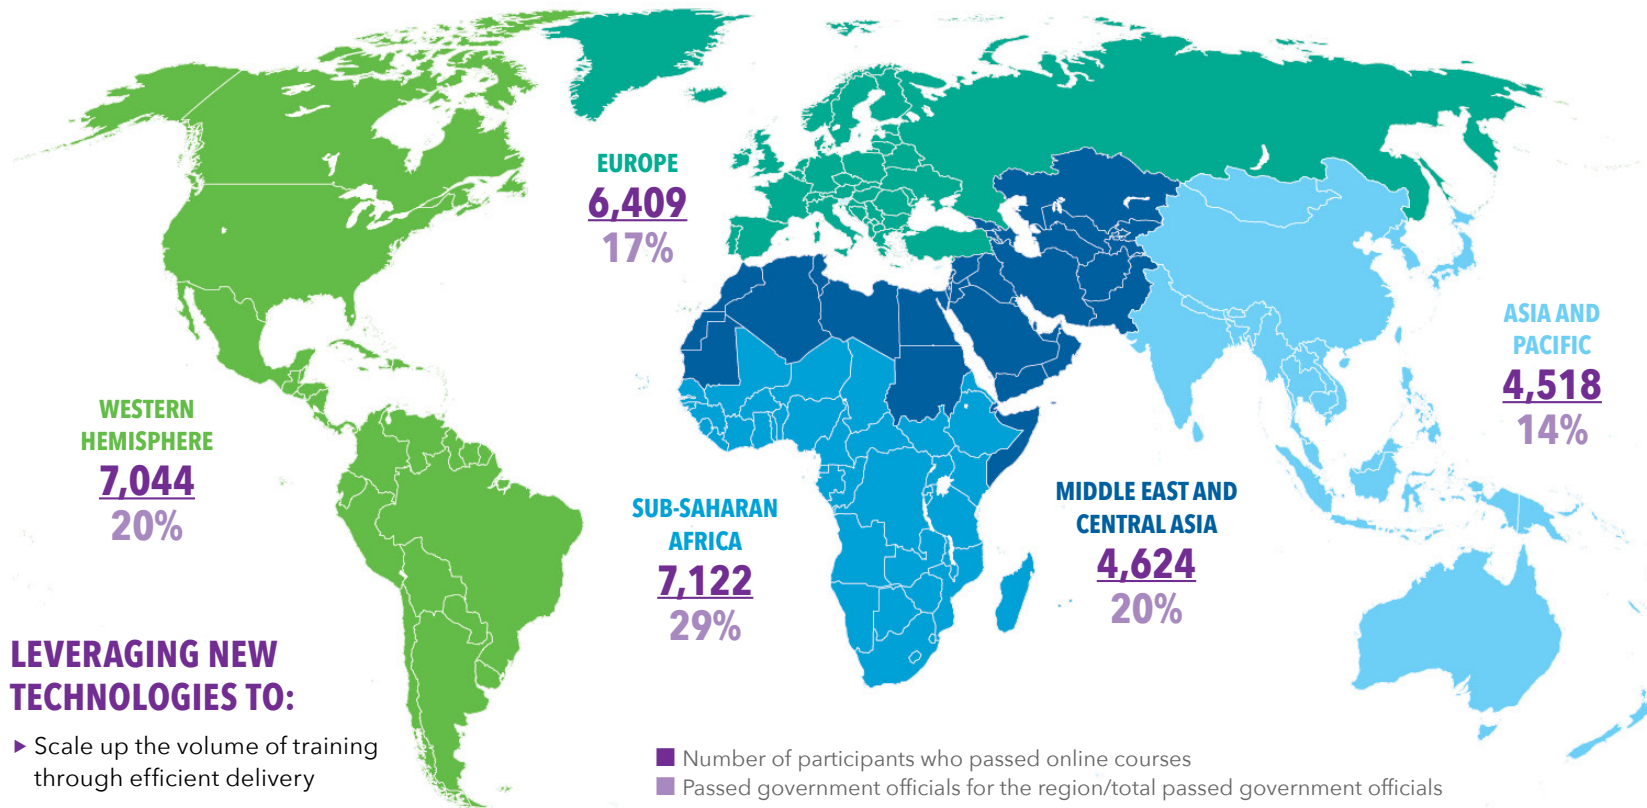 EUROPE
6,409
17%
ASIA AND
PACIFIC
4,518
14%
WESTERN
HEMISPHERE
7,044
20%
SUB-SAHARAN
AFRICA
7,122
29%
MIDDLE EAST AND
CENTRAL ASIA
4,624
20%
LEVERAGING NEW
TECHNOLOGIES TO:
▶ Scale up the volume of training
through efficient delivery
Number of participants who passed online courses
Passed government officials for the region/total passed government officials